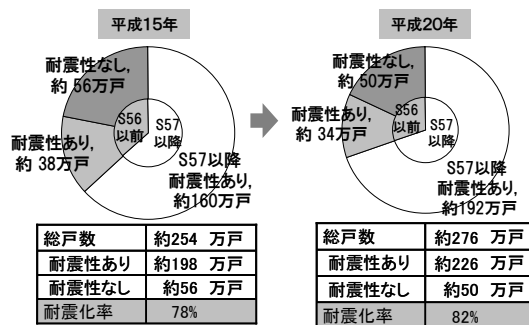 平成15年
耐震性なし,
約 56万戸
S56
以前
S57
以降
耐震性あり,
約 38万戸
S57以降
耐震性あり,
約160万戸
総戸数 約254 万戸
耐震性あり 約198 万戸
耐震性なし 約56 万戸
耐震化率 78%
平成20年
耐震性なし,
約 50万戸
S56
以前
S57
以降
耐震性あり,
約 34万戸
S57以降
耐震性あり,
約192万戸
総戸数 約276 万戸
耐震性あり 約226 万戸
耐震性なし 約50 万戸
耐震化率 82%